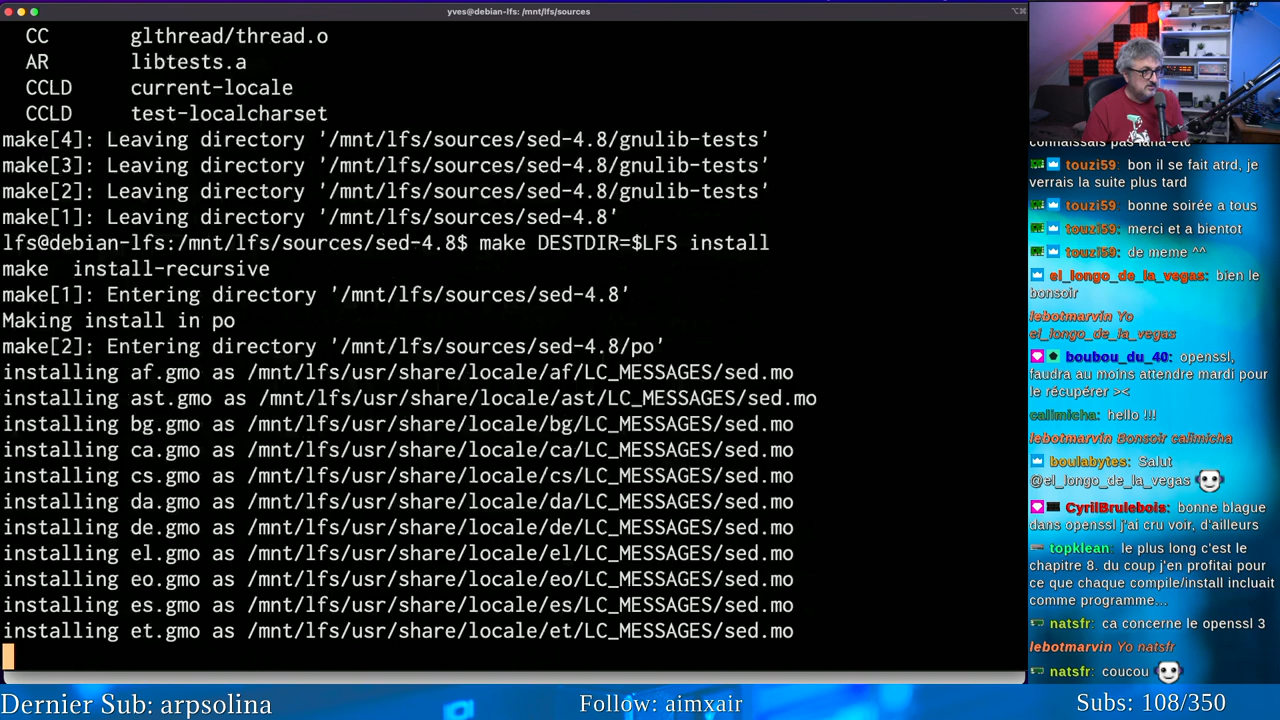 yves@debian-lfs: /mnt/lfs/sources
CC glthread/thread.o
AR libtests.a
CCLD current-locale
CCLD test-localcharset
make[4]: Leaving directory '/mnt/lfs/sources/sed-4.8/gnulib-tests'
make[3]: Leaving directory '/mnt/lfs/sources/sed-4.8/gnulib-tests'
make[2]: Leaving directory '/mnt/lfs/sources/sed-4.8/gnulib-tests'
make[1]: Leaving directory '/mnt/lfs/sources/sed-4.8'
lfs@debian-lfs:/mnt/lfs/sources/sed-4.8$ make DESTDIR=$LFS install
make  install-recursive
make[1]: Entering directory '/mnt/lfs/sources/sed-4.8'
Making install in po
make[2]: Entering directory '/mnt/lfs/sources/sed-4.8/po'
installing af.gmo as /mnt/lfs/usr/share/locale/af/LC_MESSAGES/sed.mo
installing ast.gmo as /mnt/lfs/usr/share/locale/ast/LC_MESSAGES/sed.mo
installing bg.gmo as /mnt/lfs/usr/share/locale/bg/LC_MESSAGES/sed.mo
installing ca.gmo as /mnt/lfs/usr/share/locale/ca/LC_MESSAGES/sed.mo
installing cs.gmo as /mnt/lfs/usr/share/locale/cs/LC_MESSAGES/sed.mo
installing da.gmo as /mnt/lfs/usr/share/locale/da/LC_MESSAGES/sed.mo
installing de.gmo as /mnt/lfs/usr/share/locale/de/LC_MESSAGES/sed.mo
installing el.gmo as /mnt/lfs/usr/share/locale/el/LC_MESSAGES/sed.mo
installing eo.gmo as /mnt/lfs/usr/share/locale/eo/LC_MESSAGES/sed.mo
installing es.gmo as /mnt/lfs/usr/share/locale/es/LC_MESSAGES/sed.mo
installing et.gmo as /mnt/lfs/usr/share/locale/et/LC_MESSAGES/sed.mo
touzi59: bon il se fait atrd, je
verrais la suite plus tard
touzi59: bonne soirée a tous
touzi59: merci et a bientot
touzi59: de meme ^^
el_longo_de_la_vegas: bien le
bonsoir
lebotmarvin Yo
el_longo_de_la_vegas
boubou_du_40: openssl,
faudra au moins attendre mardi pour
le récupérer ><
calimicha: hello !!!
lebotmarvin Bonsoir calimicha
boulabytes: Salut
@el_longo_de_la_vegas
CyrilBrulebois: bonne blague
dans openssl j'ai cru voir, d'ailleurs
topklean: le plus long c'est le
chapitre 8. du coup j'en profitai pour
ce que chaque compile/install incluait
comme programme...
natsfr: ca concerne le openssl 3
lebotmarvin Yo natsfr
natsfr: coucou
Dernier Sub: arpsolina
Follow: aimxair
Subs: 108/350